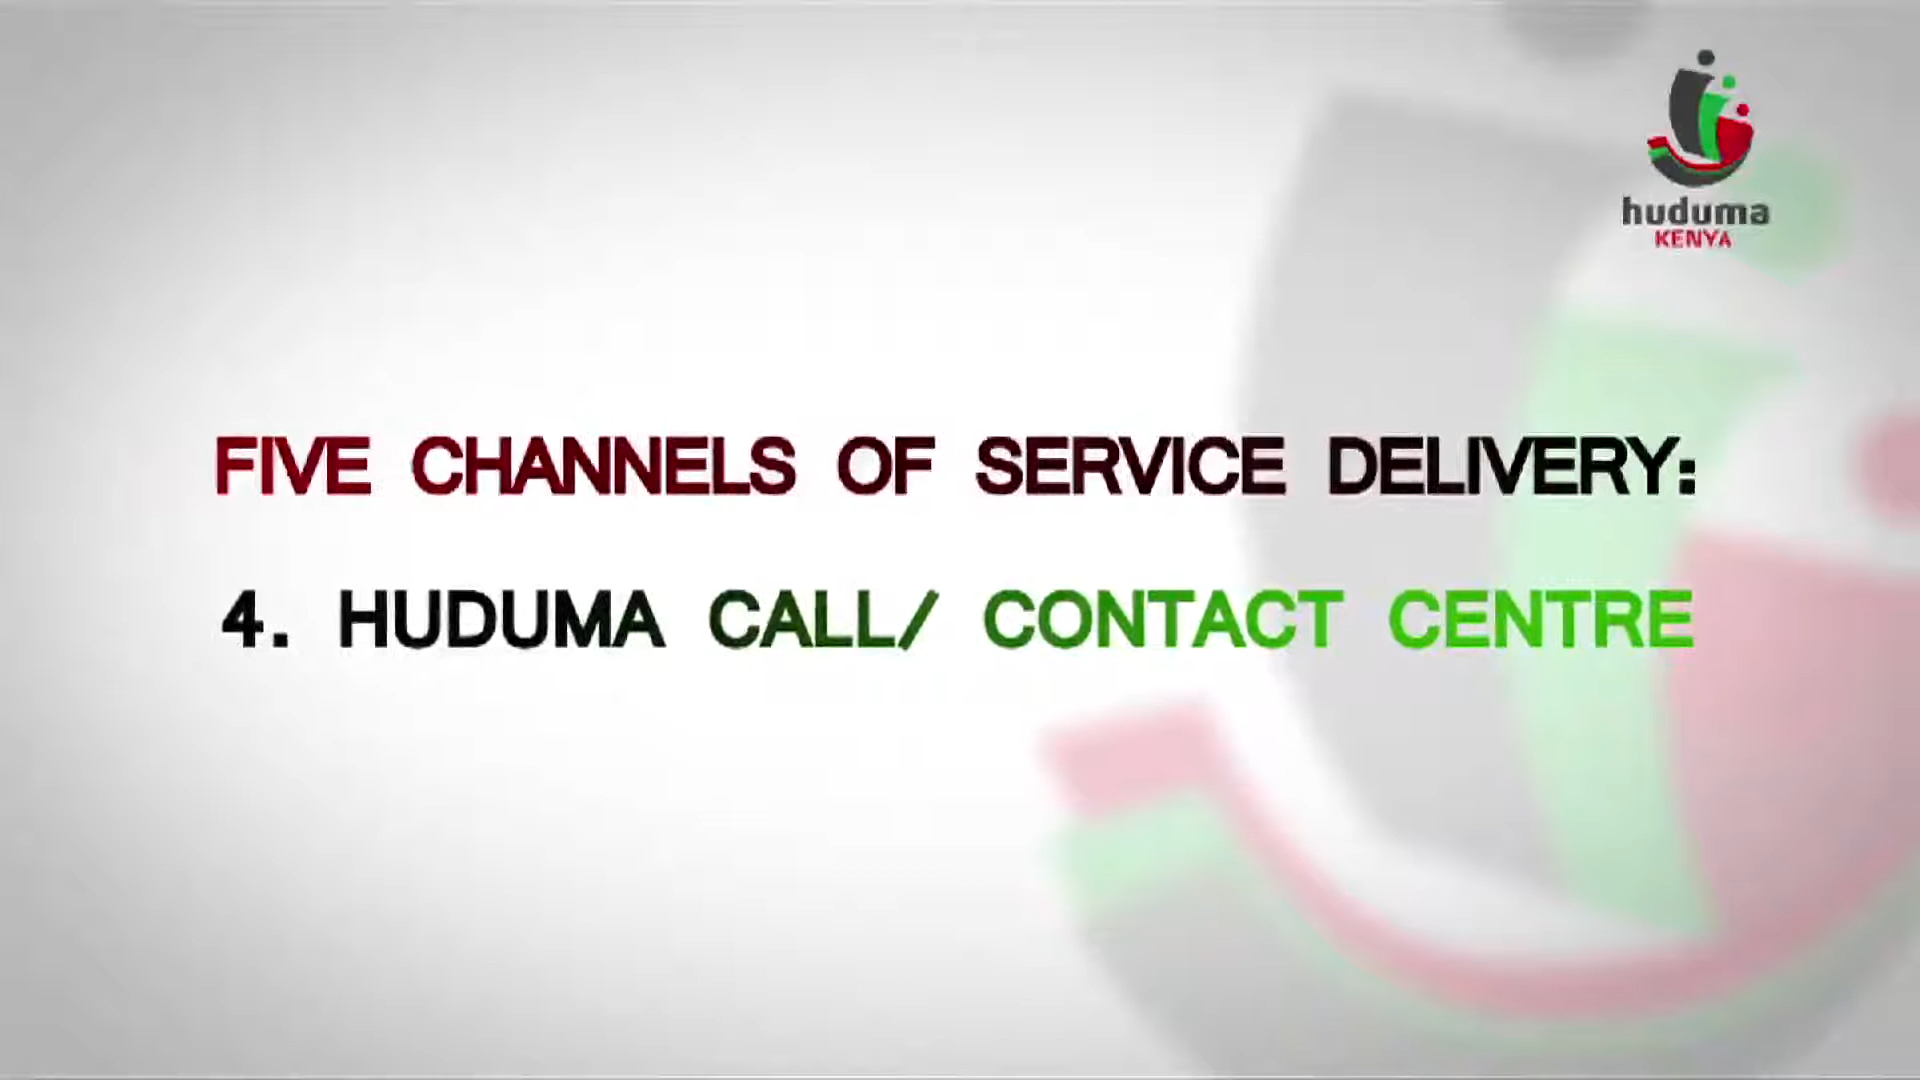 huduma
KENYA
FIVE CHANNELS OF SERVICE DELIVERY:
4. HUDUMA CALL/ CONTACT CENTRE